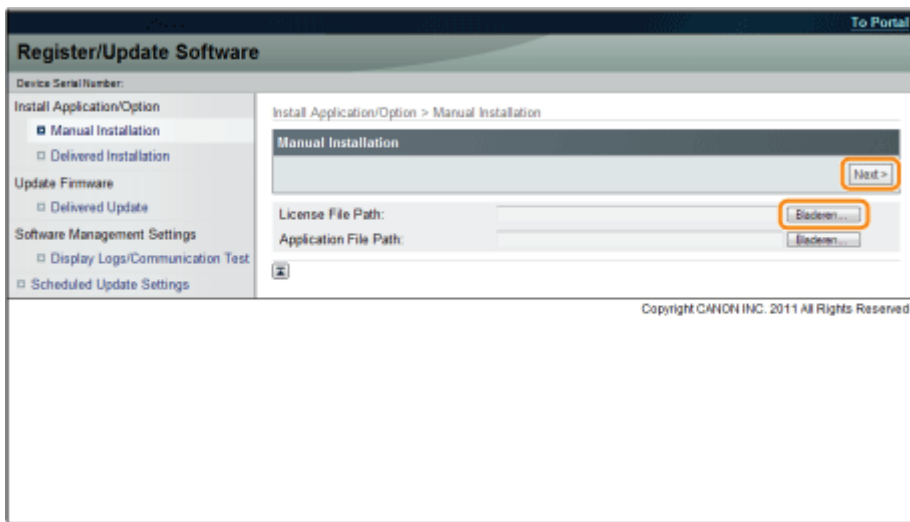 To Portal
Register/Update Software
Device Serial Number:
Install Application/Option
Manual Installation
Delivered Installation
Update Firmware
Delivered Update
Software Management Settings
Display Logs/Communication Test
Scheduled Update Settings
Install Application/Option > Manual Installation
Manual Installation
Next >
License File Path:
Bladeren...
Application File Path:
Bladeren...
Copyright CANON INC. 2011 All Rights Reserved